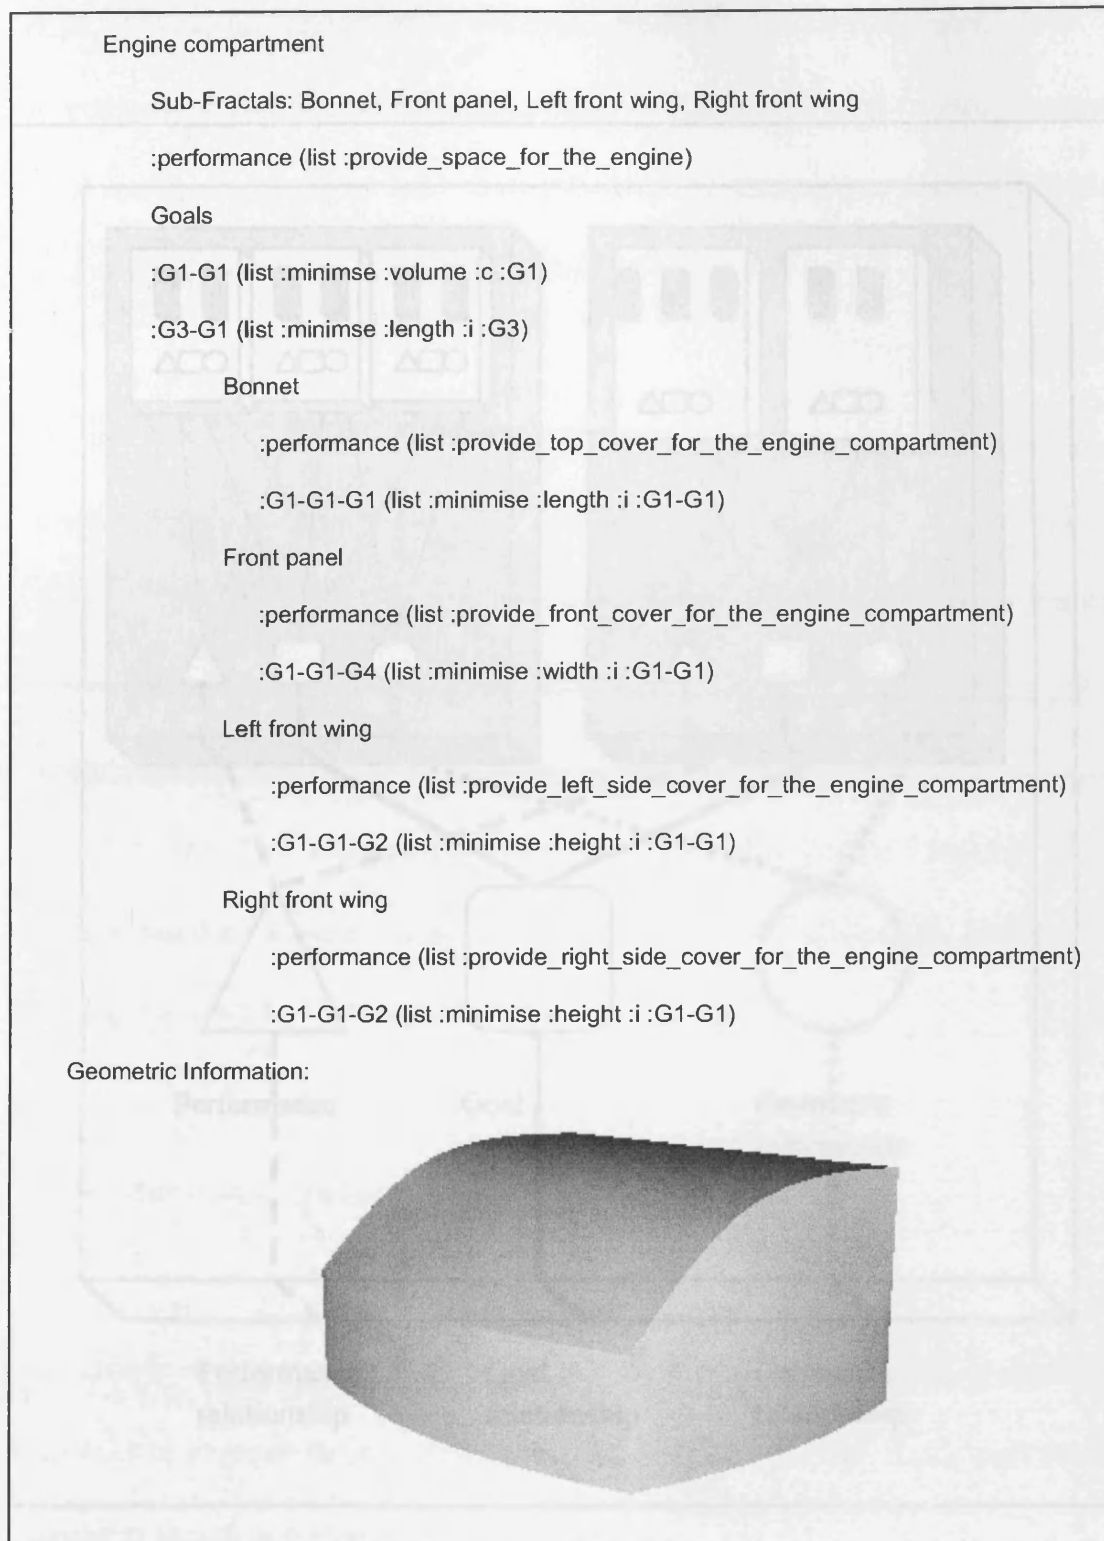 Engine compartment
Sub-Fractals: Bonnet, Front panel, Left front wing, Right front wing
:performance (list :provide_space_for_the_engine)
Goals
:G1-G1 (list :minimse :volume :c :G1)
:G3-G1 (list :minimse :length :i :G3)
Bonnet
:performance (list :provide_top_cover_for_the_engine_compartment)
:G1-G1-G1 (list :minimise :length :i :G1-G1)
Front panel
:performance (list :provide_front_cover_for_the_engine_compartment)
:G1-G1-G4 (list :minimise :width :i :G1-G1)
Left front wing
:performance (list :provide_left_side_cover_for_the_engine_compartment)
:G1-G1-G2 (list :minimise :height :i :G1-G1)
Right front wing
:performance (list :provide_right_side_cover_for_the_engine_compartment)
:G1-G1-G2 (list :minimise :height :i :G1-G1)
Geometric Information: